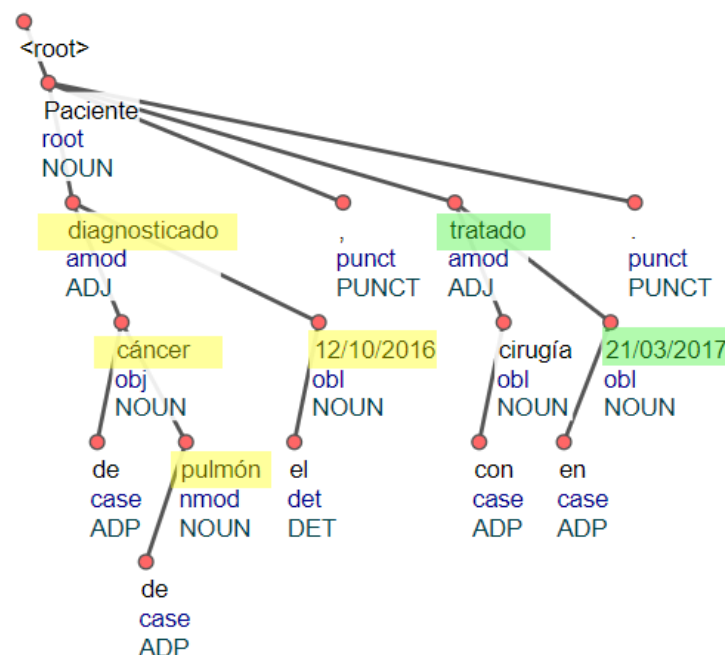 <root>
Paciente
root
NOUN
diagnosticado , tratado .
amod punct amod punct
ADJ PUNCT ADJ PUNCT
cáncer 12/10/2016 cirugía 21/03/2017
obj obl obl obl
NOUN NOUN NOUN NOUN
de pulmón el con en
case nmod det case case
ADP NOUN DET ADP ADP
de
case
ADP